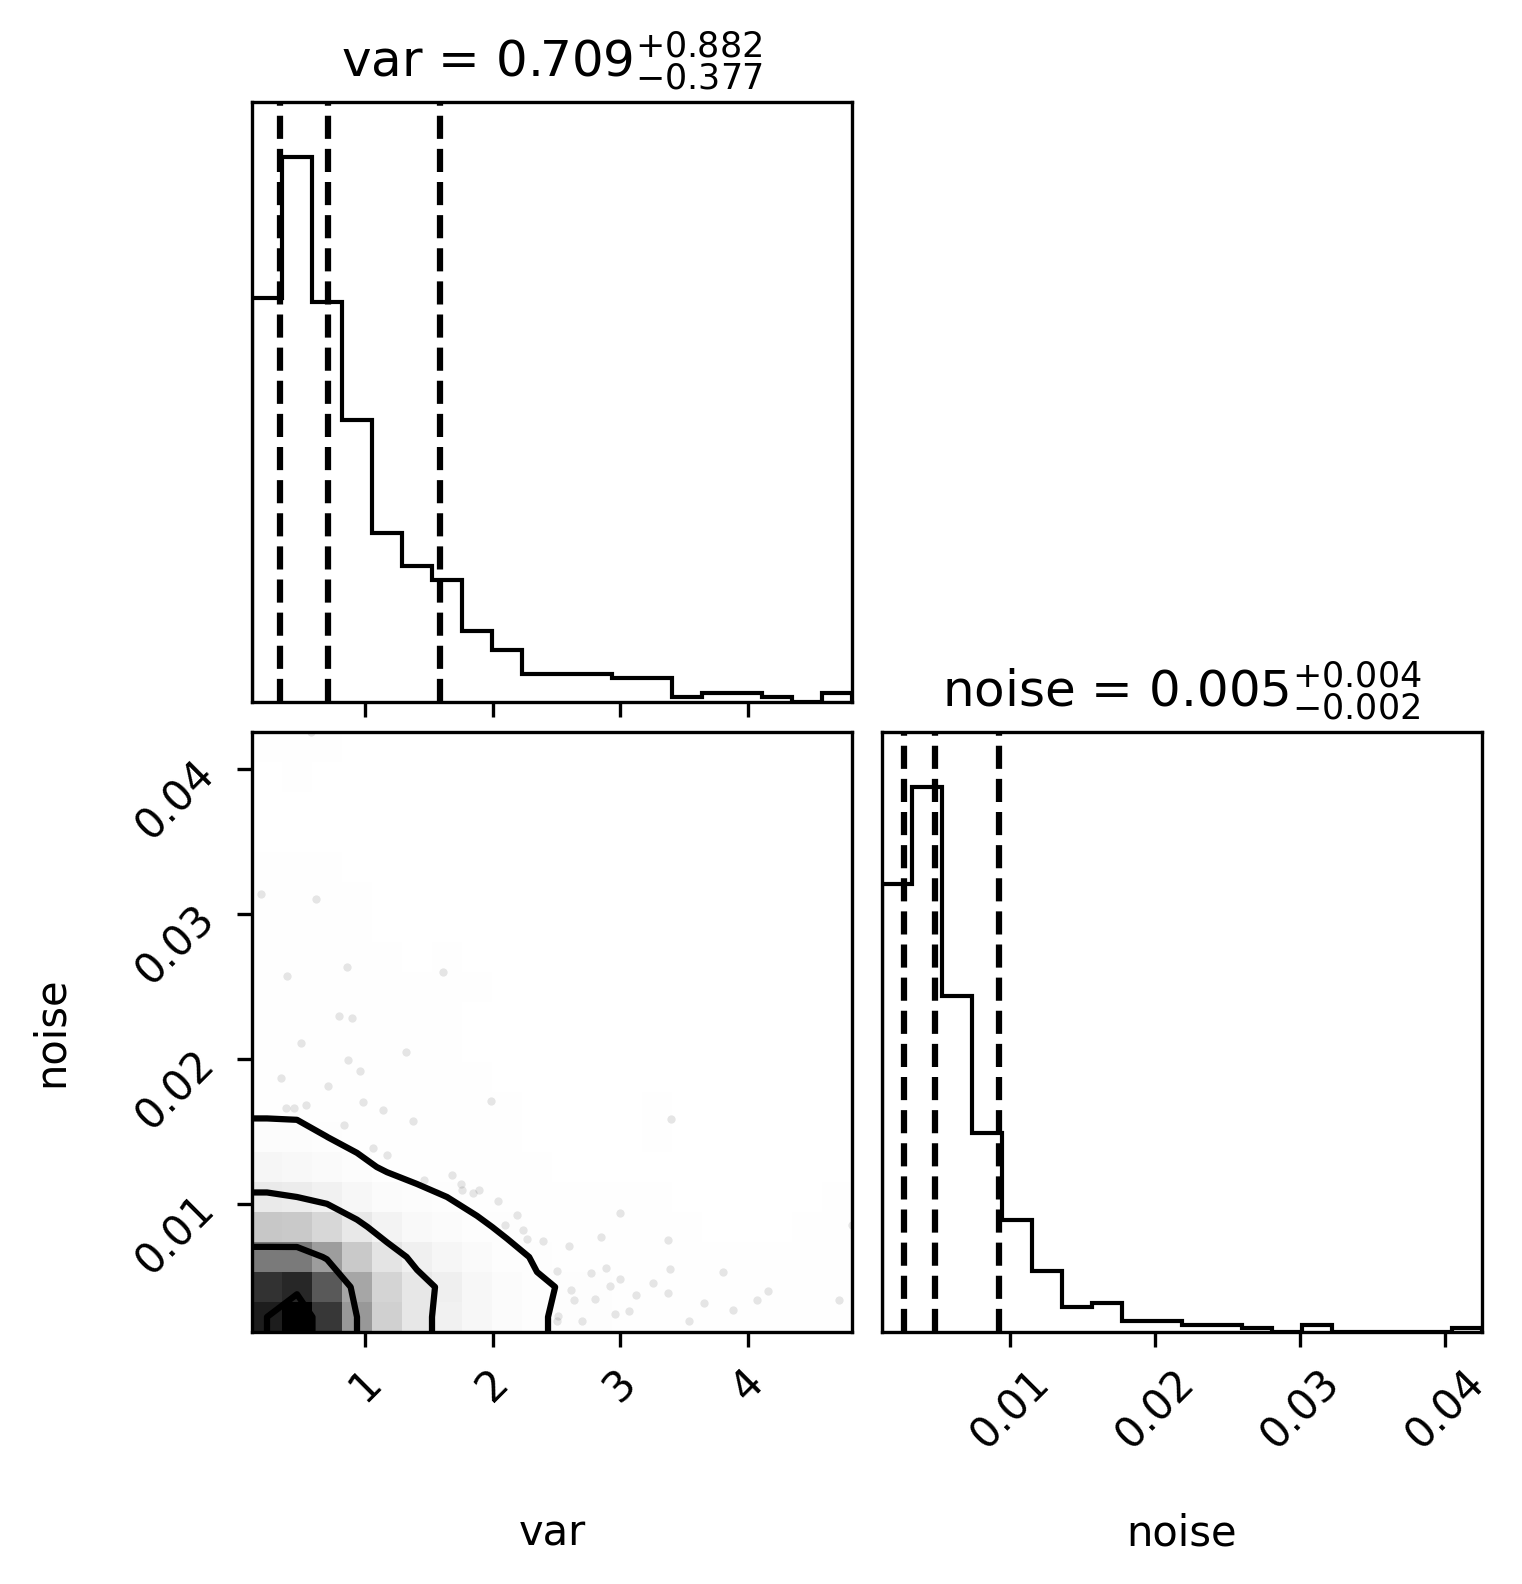 var = 0.709 +0.882 −0.377
noise = 0.005 +0.004 −0.002
0.04
0.03
0.02
0.01
noise
1 2 3 4
0.01 0.02 0.03 0.04
var
noise